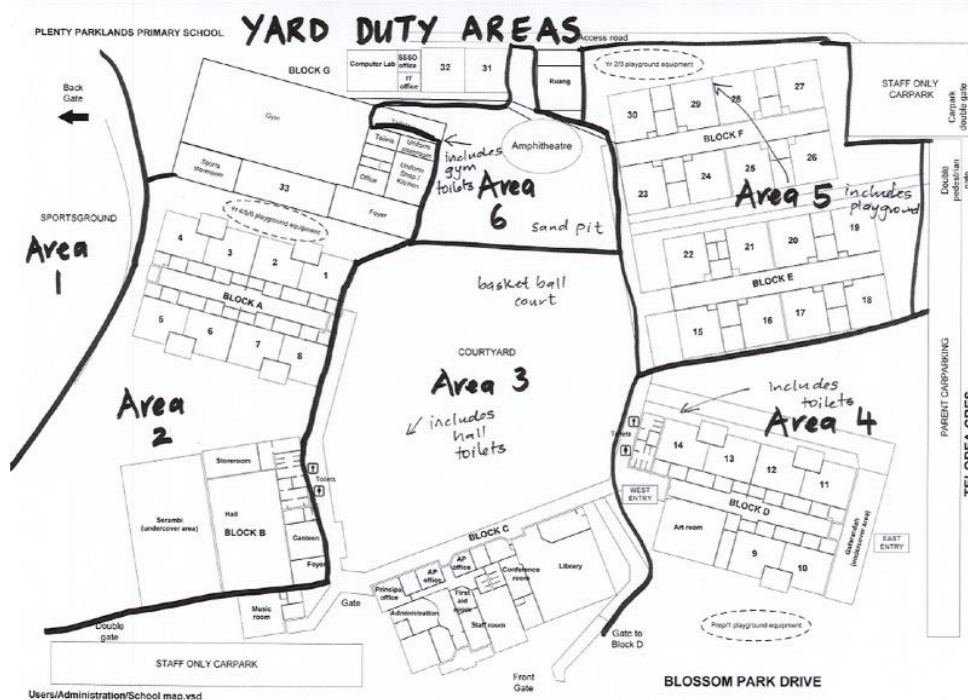 PLENTY PARKLANDS PRIMARY SCHOOL
YARD DUTY AREAS
Access road
BLOCK G
Computer Lab
SSSO office
IT office
32
31
Ruang
Yr 2/3 playground equipment
STAFF ONLY
CARPARK
Carpark
double gate
Back
Gate
Gym
Toilets
Toilets
Uniform
storeroom
Uniform
Shop /
Kitchen
Office
Foyer
Sports
storeroom
33
includes
gym
toilets
Amphitheatre
Area
6
sand pit
30
29
28
27
BLOCK F
23
24
25
26
Area 5
includes
playground
Double
pedestrian
gate
SPORTSGROUND
Area
1
Yr 4/5/6 playground equipment
4
3
2
1
BLOCK A
5
6
7
8
22
21
20
19
BLOCK E
15
16
17
18
basket ball
court
COURTYARD
Area 3
includes
hall
toilets
Area
2
PARENT CARPARKING
includes
toilets
Area 4
Toilets
14
13
12
11
BLOCK D
Art room
9
10
(undercover area)
WEST
ENTRY
EAST
ENTRY
Storeroom
Toilets
Serambi
(undercover area)
Hall
BLOCK B
Canteen
Foyer
Music
room
BLOCK C
Principal
office
AP
office
AP
office
Conference
room
Library
Administration
First
aid
space
Staff room
Prep/1 playground equipment
Gate
Double
gate
Gate to
Block D
STAFF ONLY CARPARK
Front
Gate
BLOSSOM PARK DRIVE
Users/Administration/School map.vsd